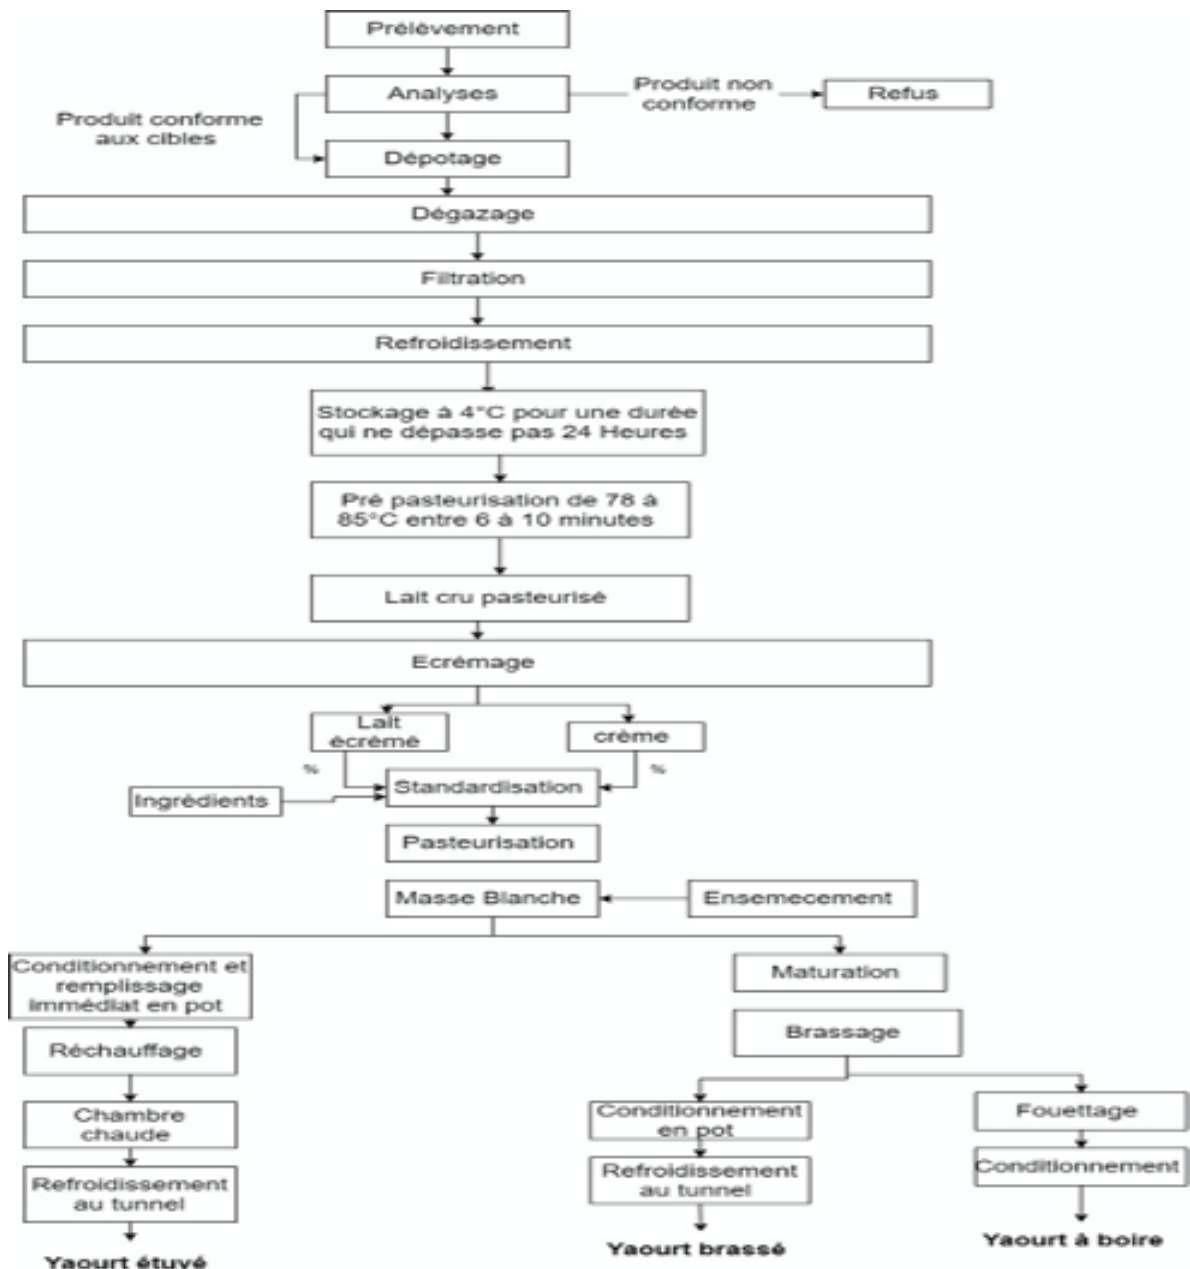 Prélèvement
Analyses
Produit non
conforme
Refus
Produit conforme
aux cibles
Dépotage
Dégazage
Filtration
Refroidissement
Stockage à 4°C pour une durée
qui ne dépasse pas 24 Heures
Pré pasteurisation de 78 à
85°C entre 6 à 10 minutes
Lait cru pasteurisé
Ecrémage
Lait
écrémé
crème
%
%
Standardisation
Ingrédients
Pasteurisation
Masse Blanche
Ensemecement
Conditionnement et
remplissage
immédiat en pot
Maturation
Réchauffage
Brassage
Chambre
chaude
Conditionnement
en pot
Fouettage
Refroidissement
au tunnel
Refroidissement
au tunnel
Conditionnement
Yaourt étuvé
Yaourt brassé
Yaourt à boire